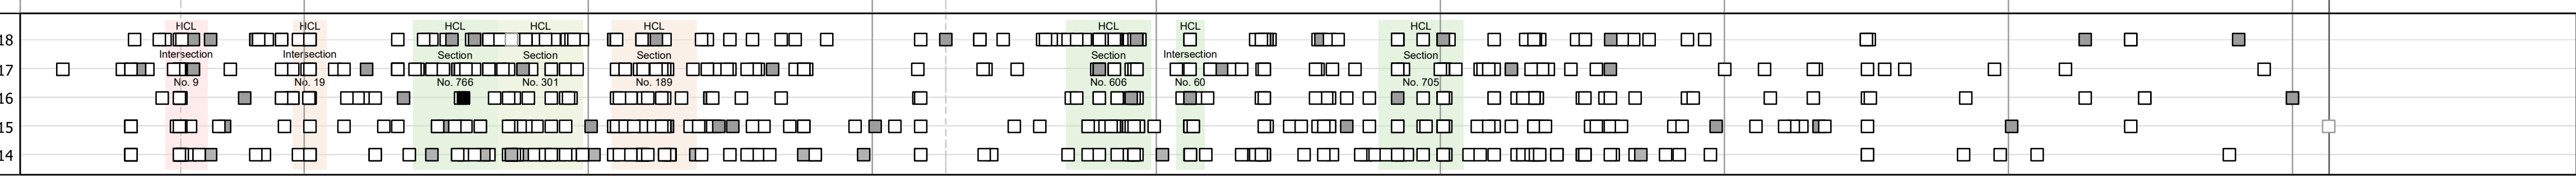 HCL HCL HCL HCL HCL HCL HCL HCL
18
Intersection Intersection Section Section Section Section Intersection Section
17
No. 9 No. 19 No. 766 No. 301 No. 189 No. 606 No. 60 No. 705
16
15
14